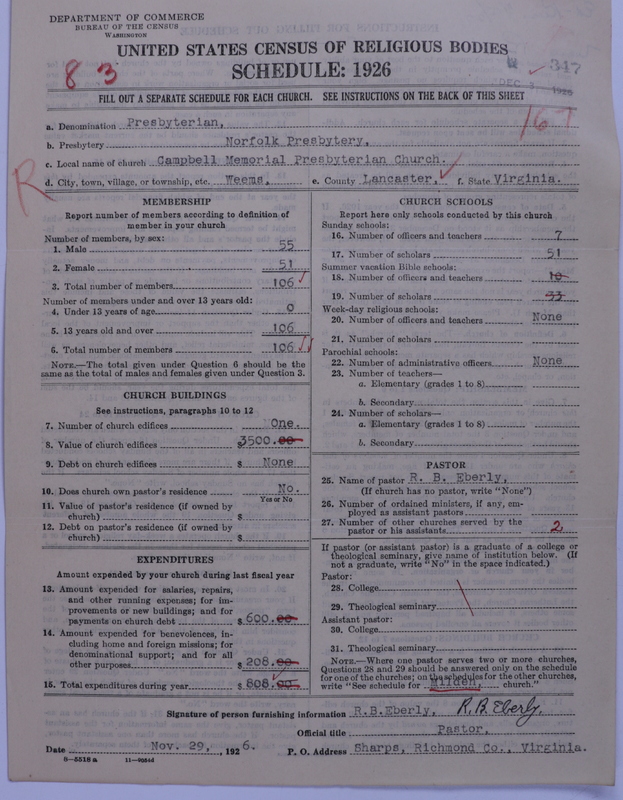 DEPARTMENT OF COMMERCE
BUREAU OF THE CENSUS
WASHINGTON
UNITED STATES CENSUS OF RELIGIOUS BODIES
SCHEDULE: 1926
8 3
347
DEC 3 1926
FILL OUT A SEPARATE SCHEDULE FOR EACH CHURCH. SEE INSTRUCTIONS ON THE BACK OF THIS SHEET
167
R
a. Denomination Presbyterian,
b. Presbytery Norfolk Presbytery,
c. Local name of church Campbell Memorial Presbyterian Church.
d. City, town, village, or township, etc. Weems, e. County Lancaster, f. State Virginia.
MEMBERSHIP
Report number of members according to definition of member in your church
Number of members, by sex:
1. Male 55
2. Female 51
3. Total number of members 106
Number of members under and over 13 years old:
4. Under 13 years of age 0
5. 13 years old and over 106
6. Total number of members 106
NOTE.—The total given under Question 6 should be the
same as the total of males and females given under Question 3.
CHURCH BUILDINGS
See instructions, paragraphs 10 to 12
7. Number of church edifices One.
8. Value of church edifices $3500.00
9. Debt on church edifices $ None
10. Does church own pastor's residence No.
Yes or No
11. Value of pastor's residence (if owned by
church) $
12. Debt on pastor's residence (if owned by
church) $
EXPENDITURES
Amount expended by your church during last fiscal year
13. Amount expended for salaries, repairs,
and other running expenses; for im-
provements or new buildings; and for
payments on church debt $ 600.00
14. Amount expended for benevolences, in-
cluding home and foreign missions; for
denominational support; and for all
other purposes $ 208.00
15. Total expenditures during year $ 808.00
CHURCH SCHOOLS
Report here only schools conducted by this church
Sunday schools:
16. Number of officers and teachers 7
17. Number of scholars 51
Summer vacation Bible schools:
18. Number of officers and teachers 10
19. Number of scholars 33
Week-day religious schools:
20. Number of officers and teachers None
21. Number of scholars
Parochial schools:
22. Number of administrative officers None
23. Number of teachers—
a. Elementary (grades 1 to 8)
b. Secondary
24. Number of scholars—
a. Elementary (grades 1 to 8)
b. Secondary
PASTOR
25. Name of pastor R. B. Eberly,
(If church has no pastor, write "None")
26. Number of ordained ministers, if any, em-
ployed as assistant pastors
27. Number of other churches served by the
pastor or his assistants 2
If pastor (or assistant pastor) is a graduate of a college or
theological seminary, give name of institution below. (If
not a graduate, write "No" in the space indicated.)
Pastor:
28. College
29. Theological seminary
Assistant pastor:
30. College
31. Theological seminary
NOTE.—Where one pastor serves two or more churches,
Questions 28 and 29 should be answered only on the schedule
for one of the churches; on the schedules for the other churches,
write "See schedule for Milden, church."
Signature of person furnishing information R.B.Eberly, R. B. Eberly.
Official title Pastor,
Date Nov. 29, 1926. P. O. Address Sharps, Richmond Co., Virginia.
8—5518 a